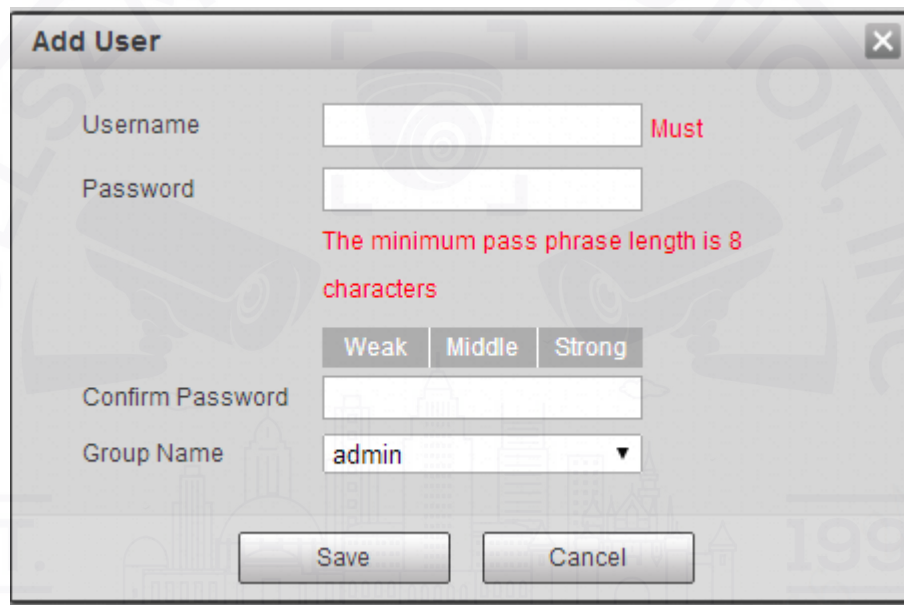 Add User
Username
Must
Password
The minimum pass phrase length is 8
characters
Weak Middle Strong
Confirm Password
Group Name
admin
Save
Cancel
T.
199